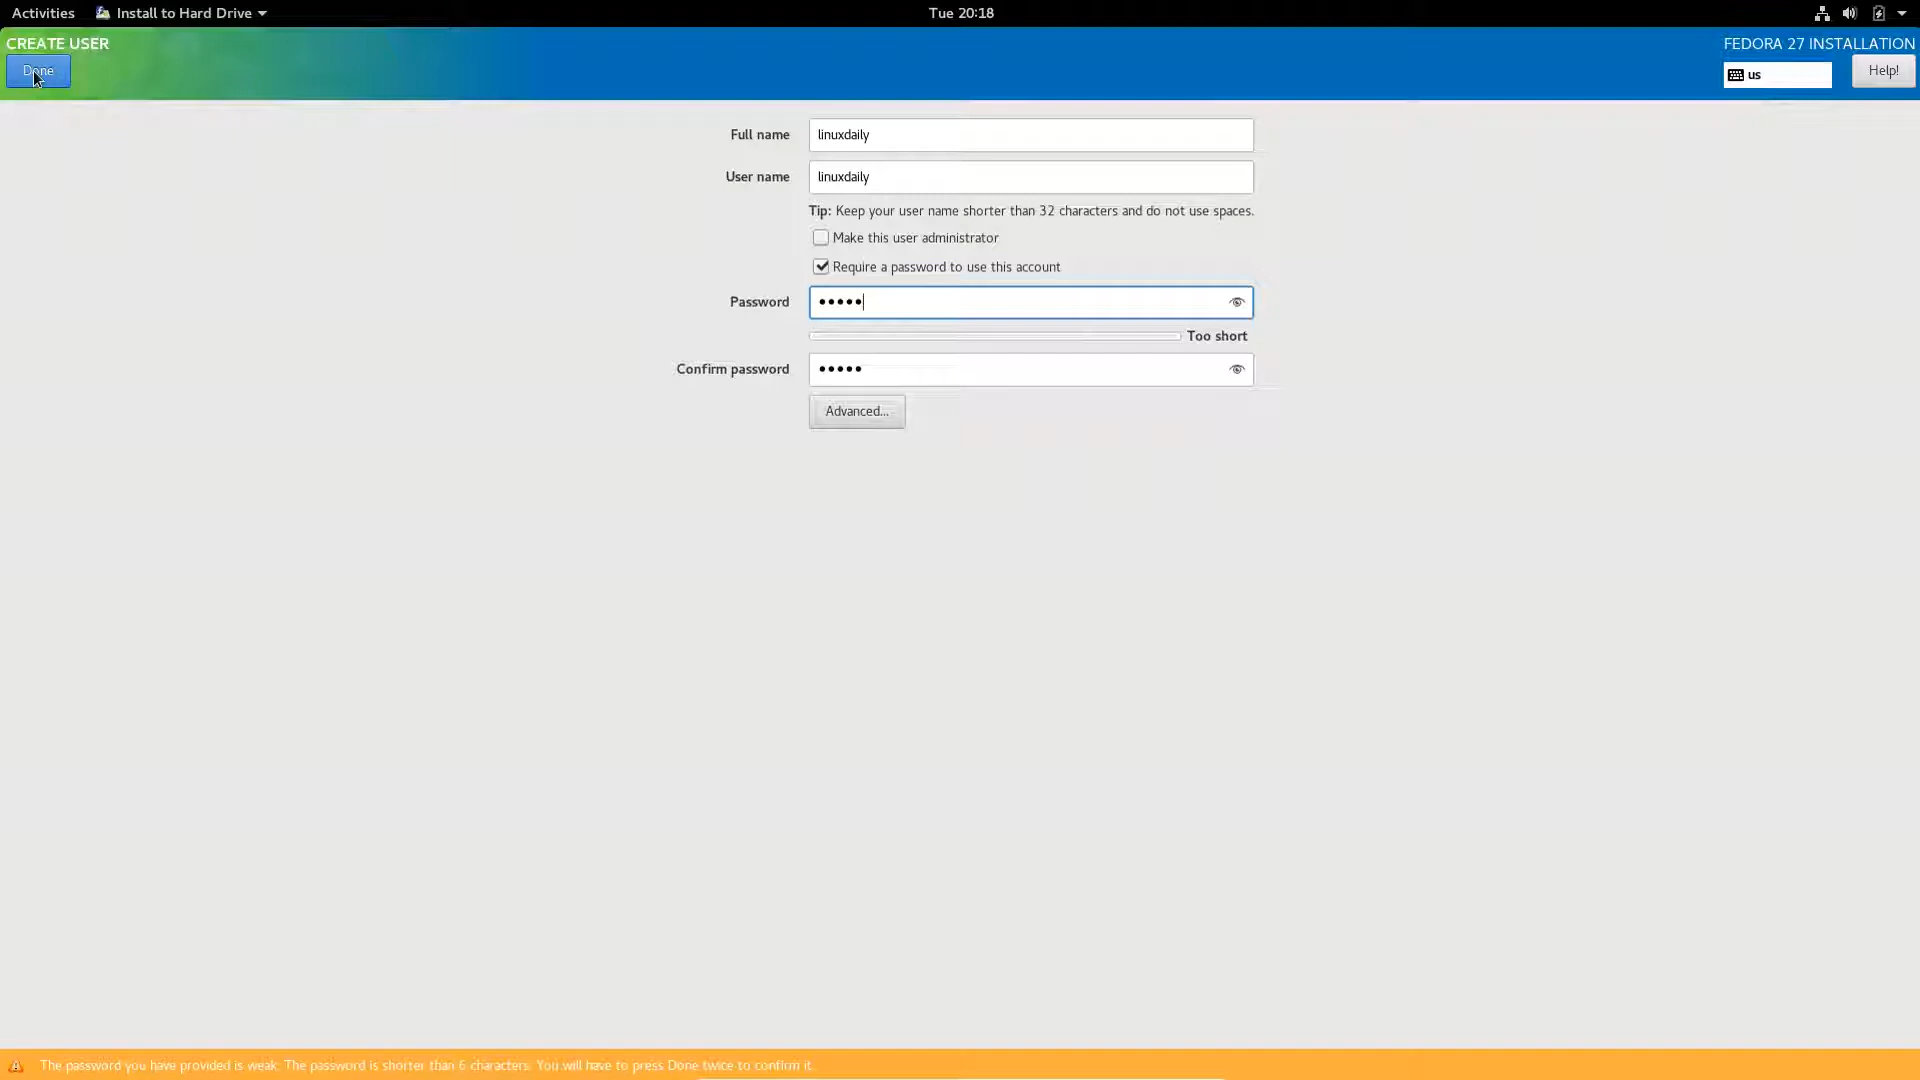 Activities Install to Hard Drive Tue 20:18
CREATE USER FEDORA 27 INSTALLATION
Done us Help!
Full name linuxdaily
User name linuxdaily
Tip: Keep your user name shorter than 32 characters and do not use spaces.
Make this user administrator
Require a password to use this account
Password •••••
Too short
Confirm password •••••
Advanced...
The password you have provided is weak: The password is shorter than 6 characters. You will have to press Done twice to confirm it.